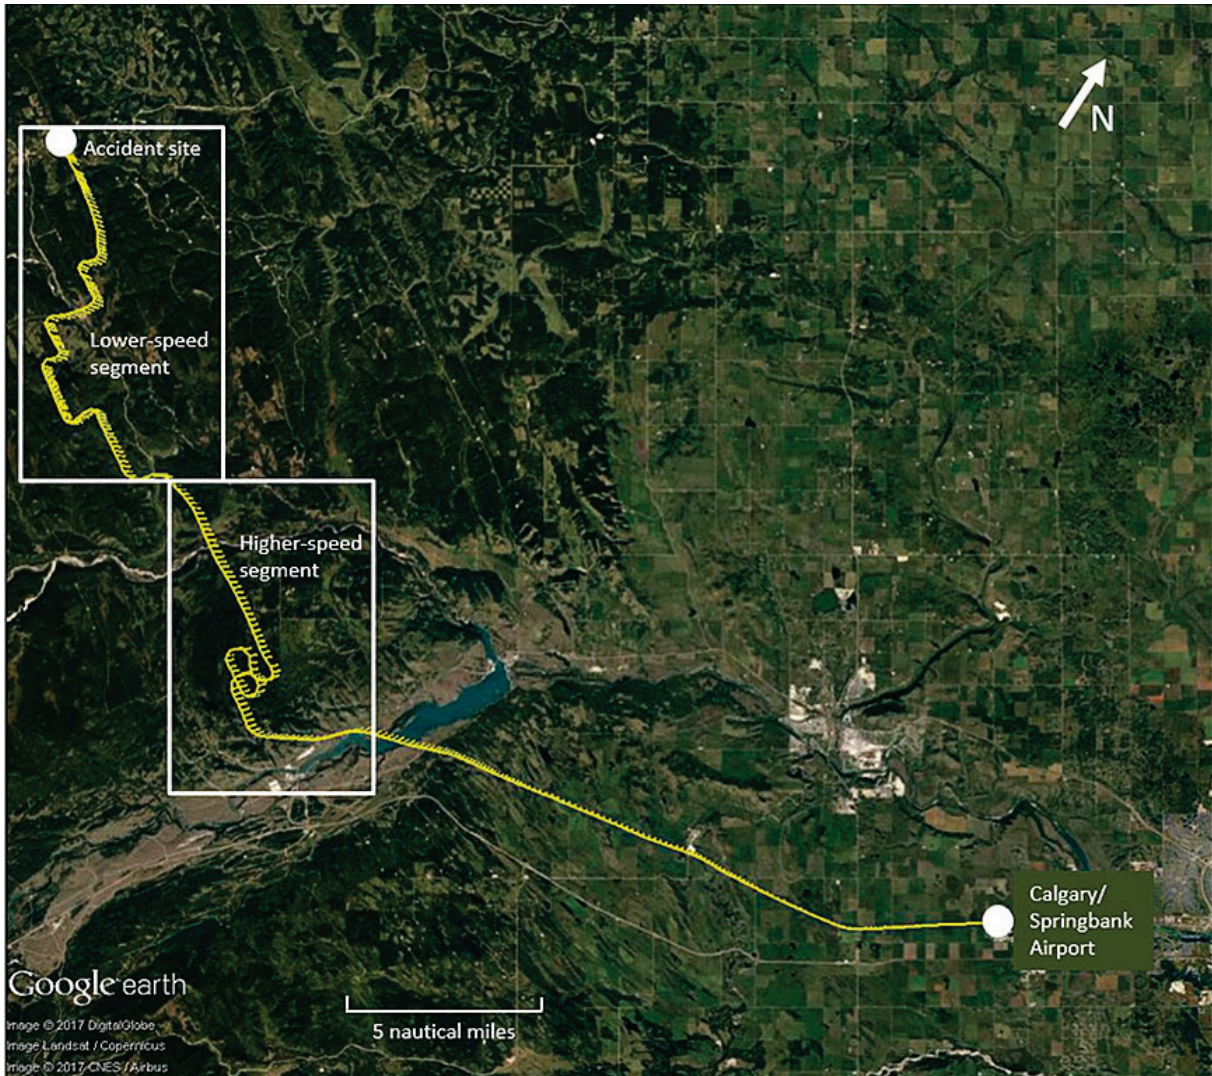 N
Accident site
Lower-speed
segment
Higher-speed
segment
Calgary/
Springbank
Airport
Google earth
5 nautical miles
Image © 2017 DigitalGlobe
Image Landsat / Copernicus
Image © 2017 CNES / Airbus